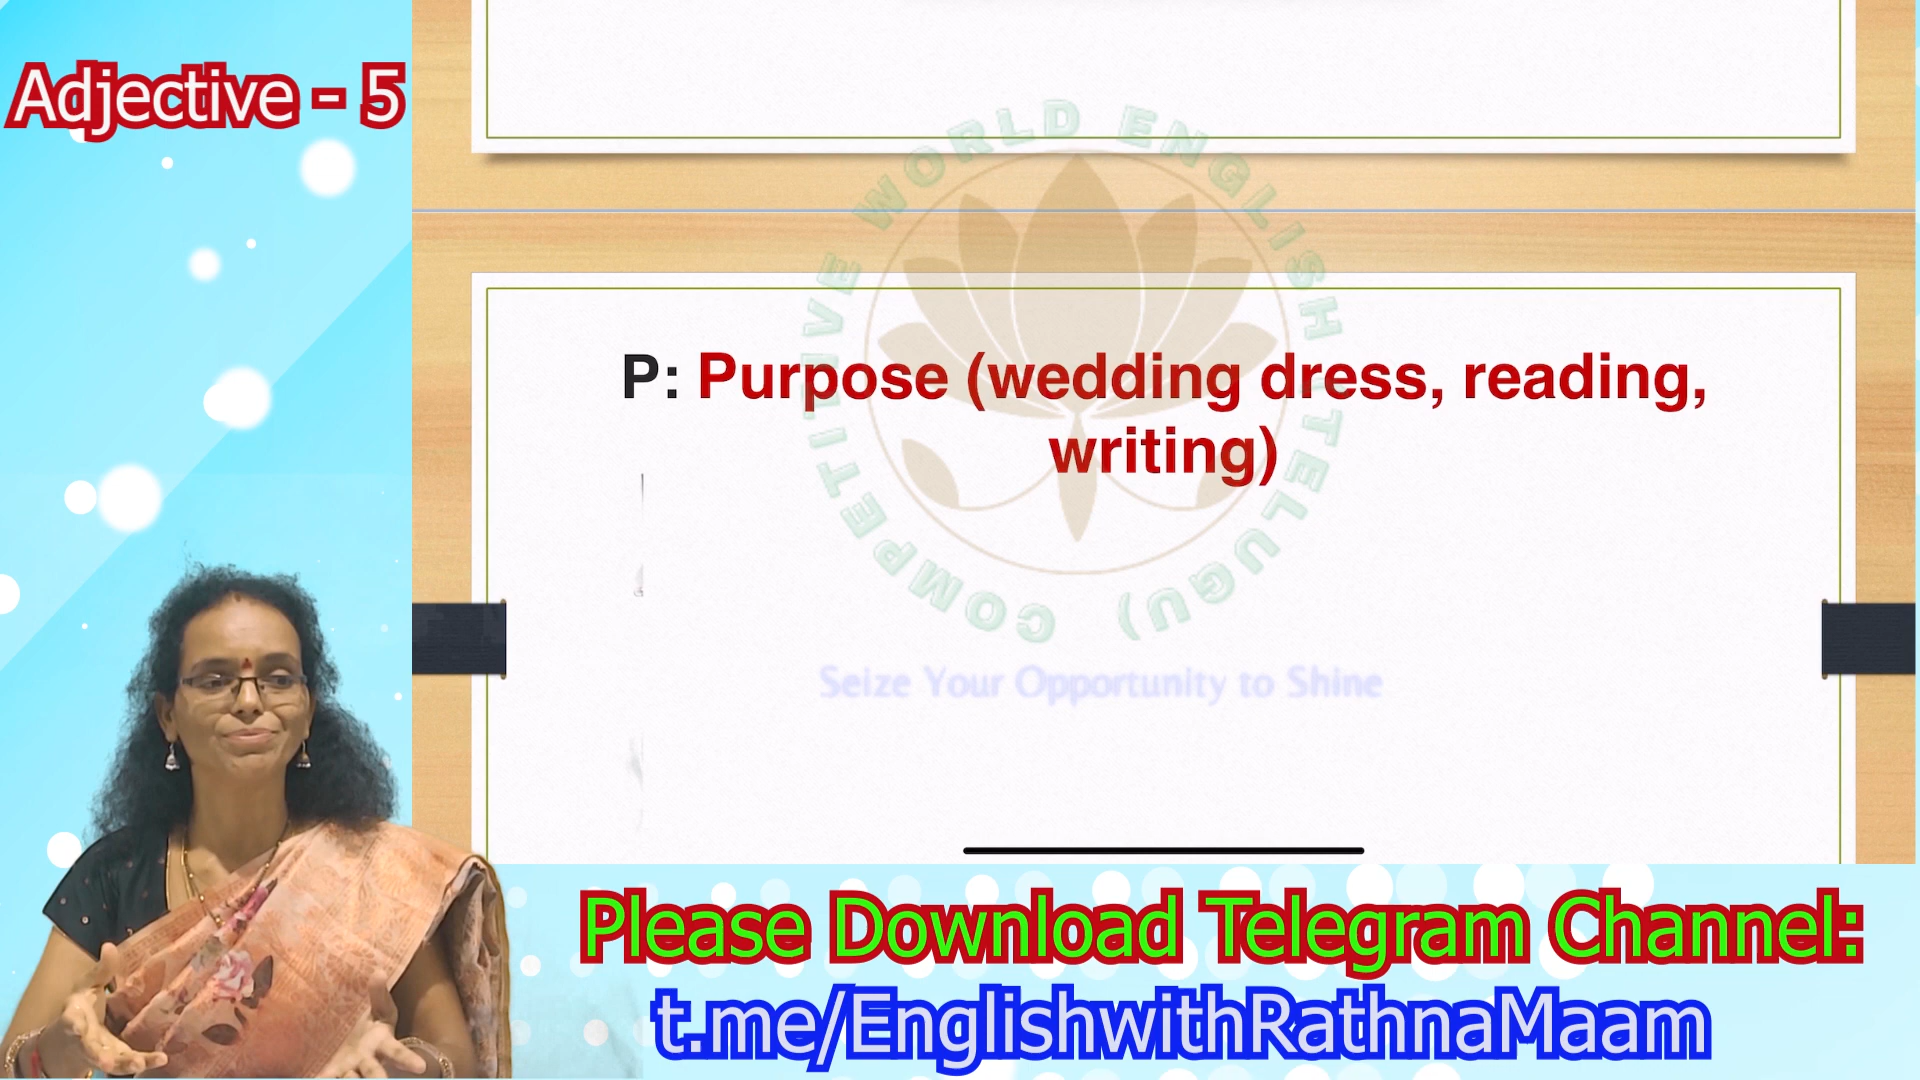 Adjective - 5
COMPETITIVE WORLD ENGLISH (TELUGU)
P: Purpose (wedding dress, reading,
writing)
Seize Your Opportunity to Shine
Please Download Telegram Channel:
t.me/EnglishwithRathnaMaam